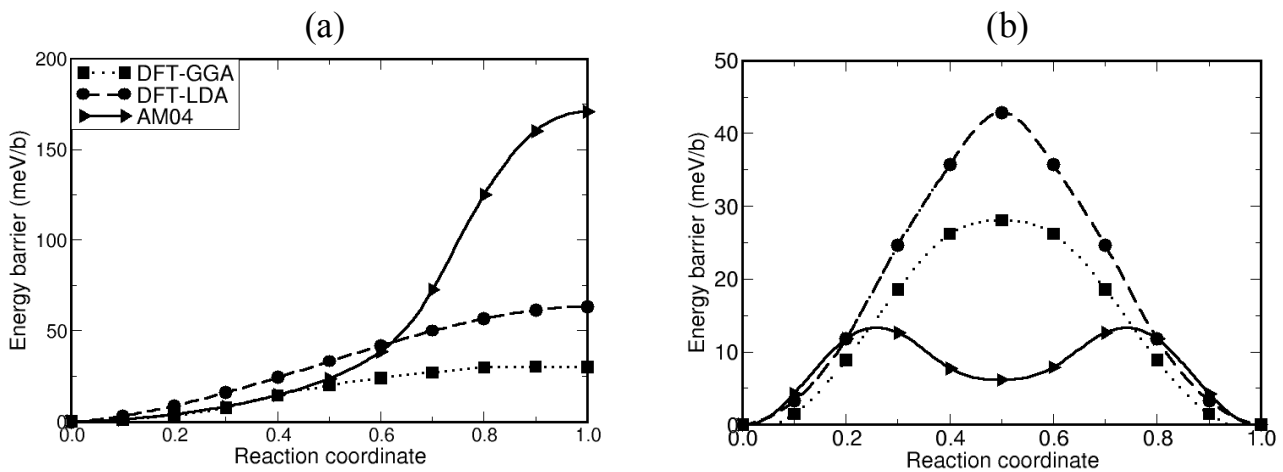 (a)
200
150
100
50
0
0.0 0.2 0.4 0.6 0.8 1.0
Energy barrier (meV/b)
Reaction coordinate
DFT-GGA
DFT-LDA
AM04
(b)
50
40
30
20
10
0
0.0 0.2 0.4 0.6 0.8 1.0
Energy barrier (meV/b)
Reaction coordinate